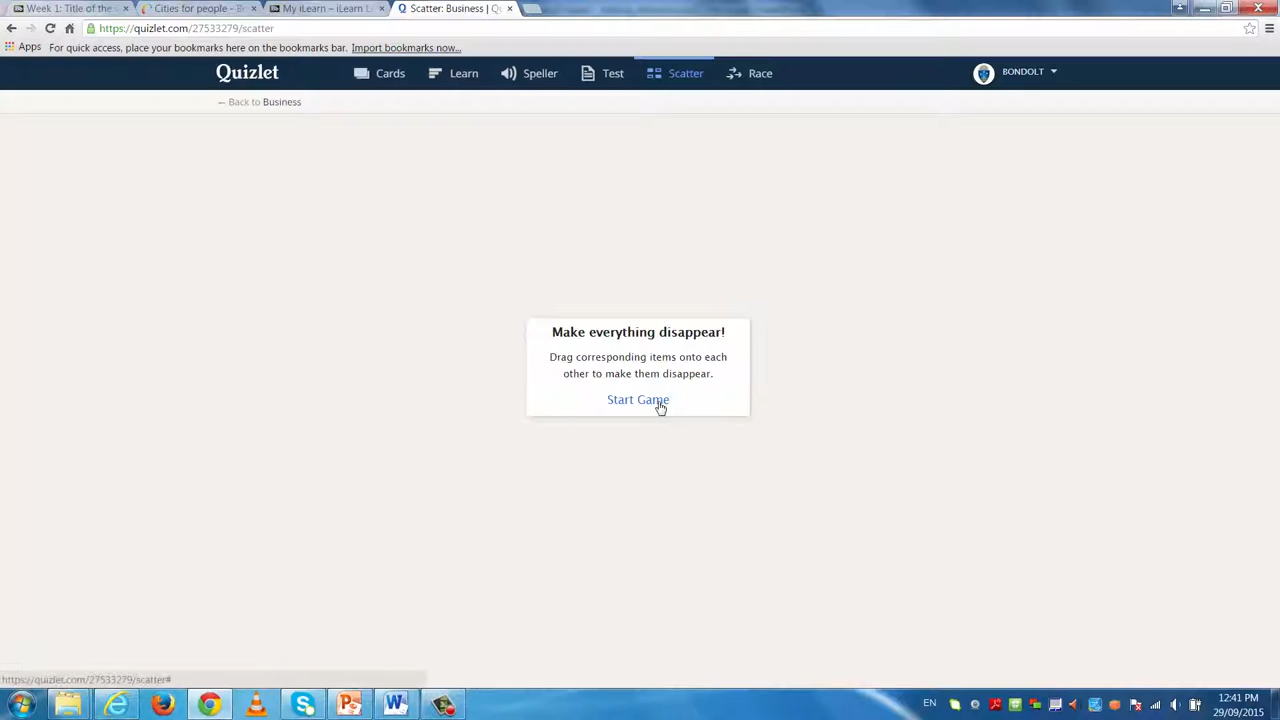 Week 1: Title of the
Cities for people - B
My iLearn – iLearn
Scatter: Business | Q
https://quizlet.com/27533279/scatter
Apps For quick access, place your bookmarks here on the bookmarks bar. Import bookmarks now...
Quizlet Cards Learn Speller Test Scatter Race BONDOLT
← Back to Business
Make everything disappear!
Drag corresponding items onto each
other to make them disappear.
Start Game
https://quizlet.com/27533279/scatter#
EN
12:41 PM
29/09/2015